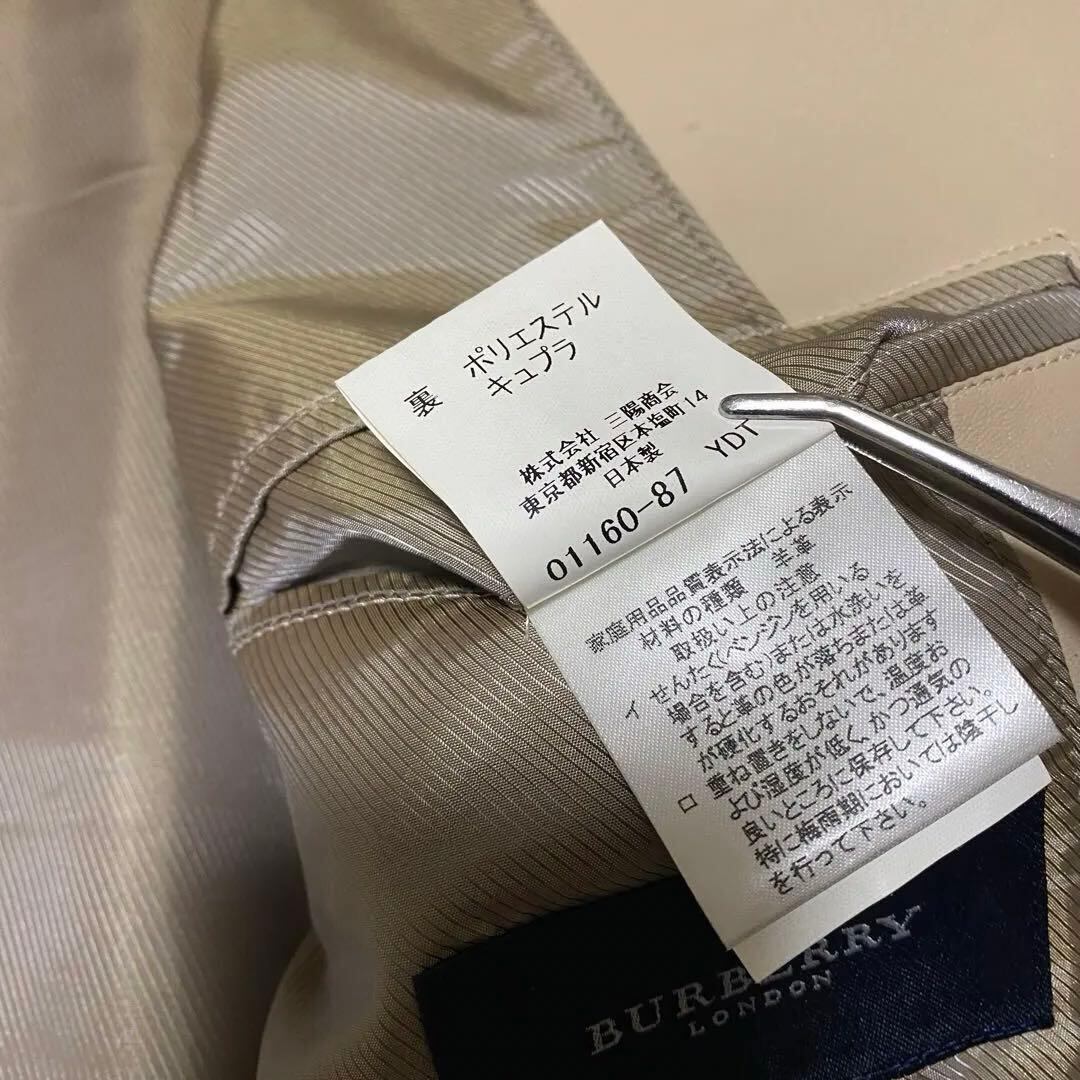 裏　ポリエステル
キュプラ
株式会社　三陽商会
東京都新宿区本塩町14
日本製
01160-87 YDT
家庭用品品質表示法による表示
材料の種類　羊革
取扱い上の注意
イ せんたく(ベンジンを用いる
場合を含む)または水洗いを
すると革の色が落ちまたは革
が硬化するおそれがあります
ロ 重ね置きをしないで、温度お
よび湿度が低く、かつ通気の
良いところに保存して下さい。
特に梅雨期においては陰干し
を行って下さい。
BURBERRY
LONDON